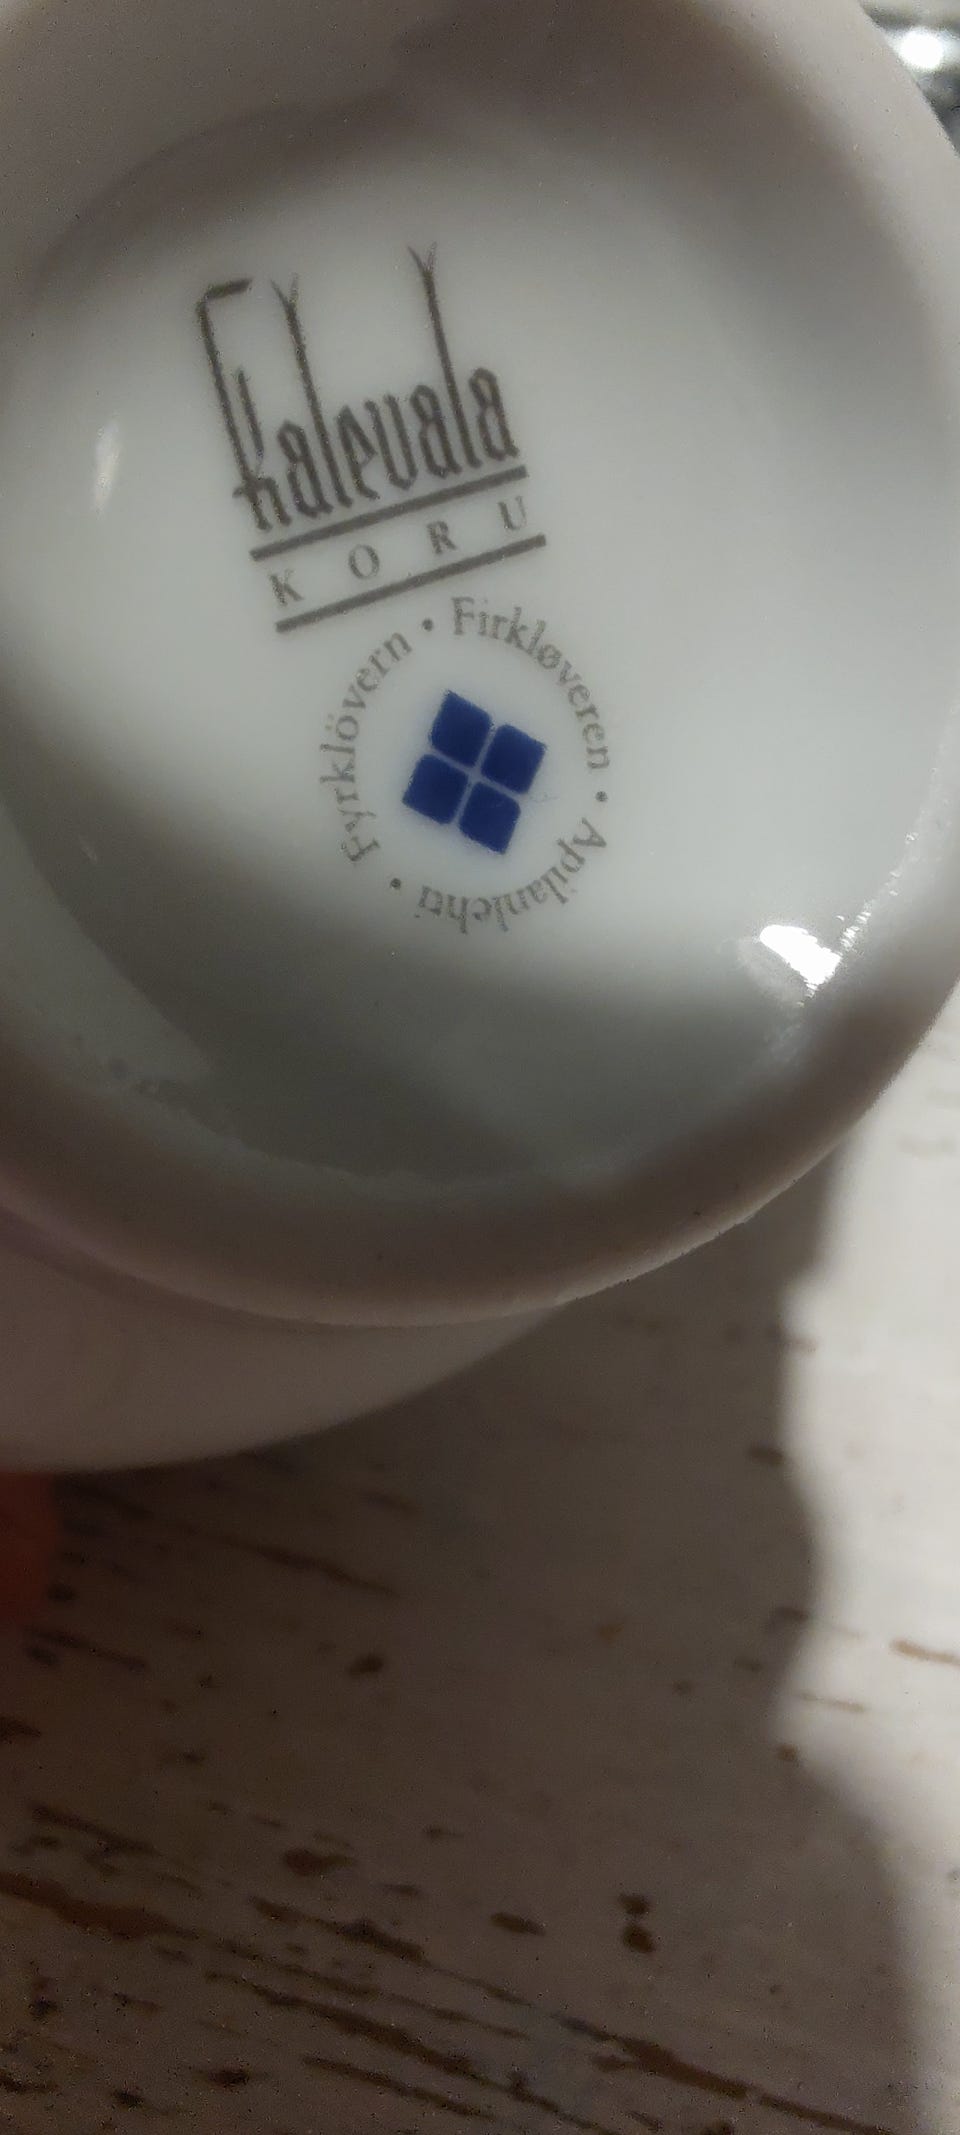 Kalevala
KORU
Fyrklövern • Firkløveren • Apilanlehti •